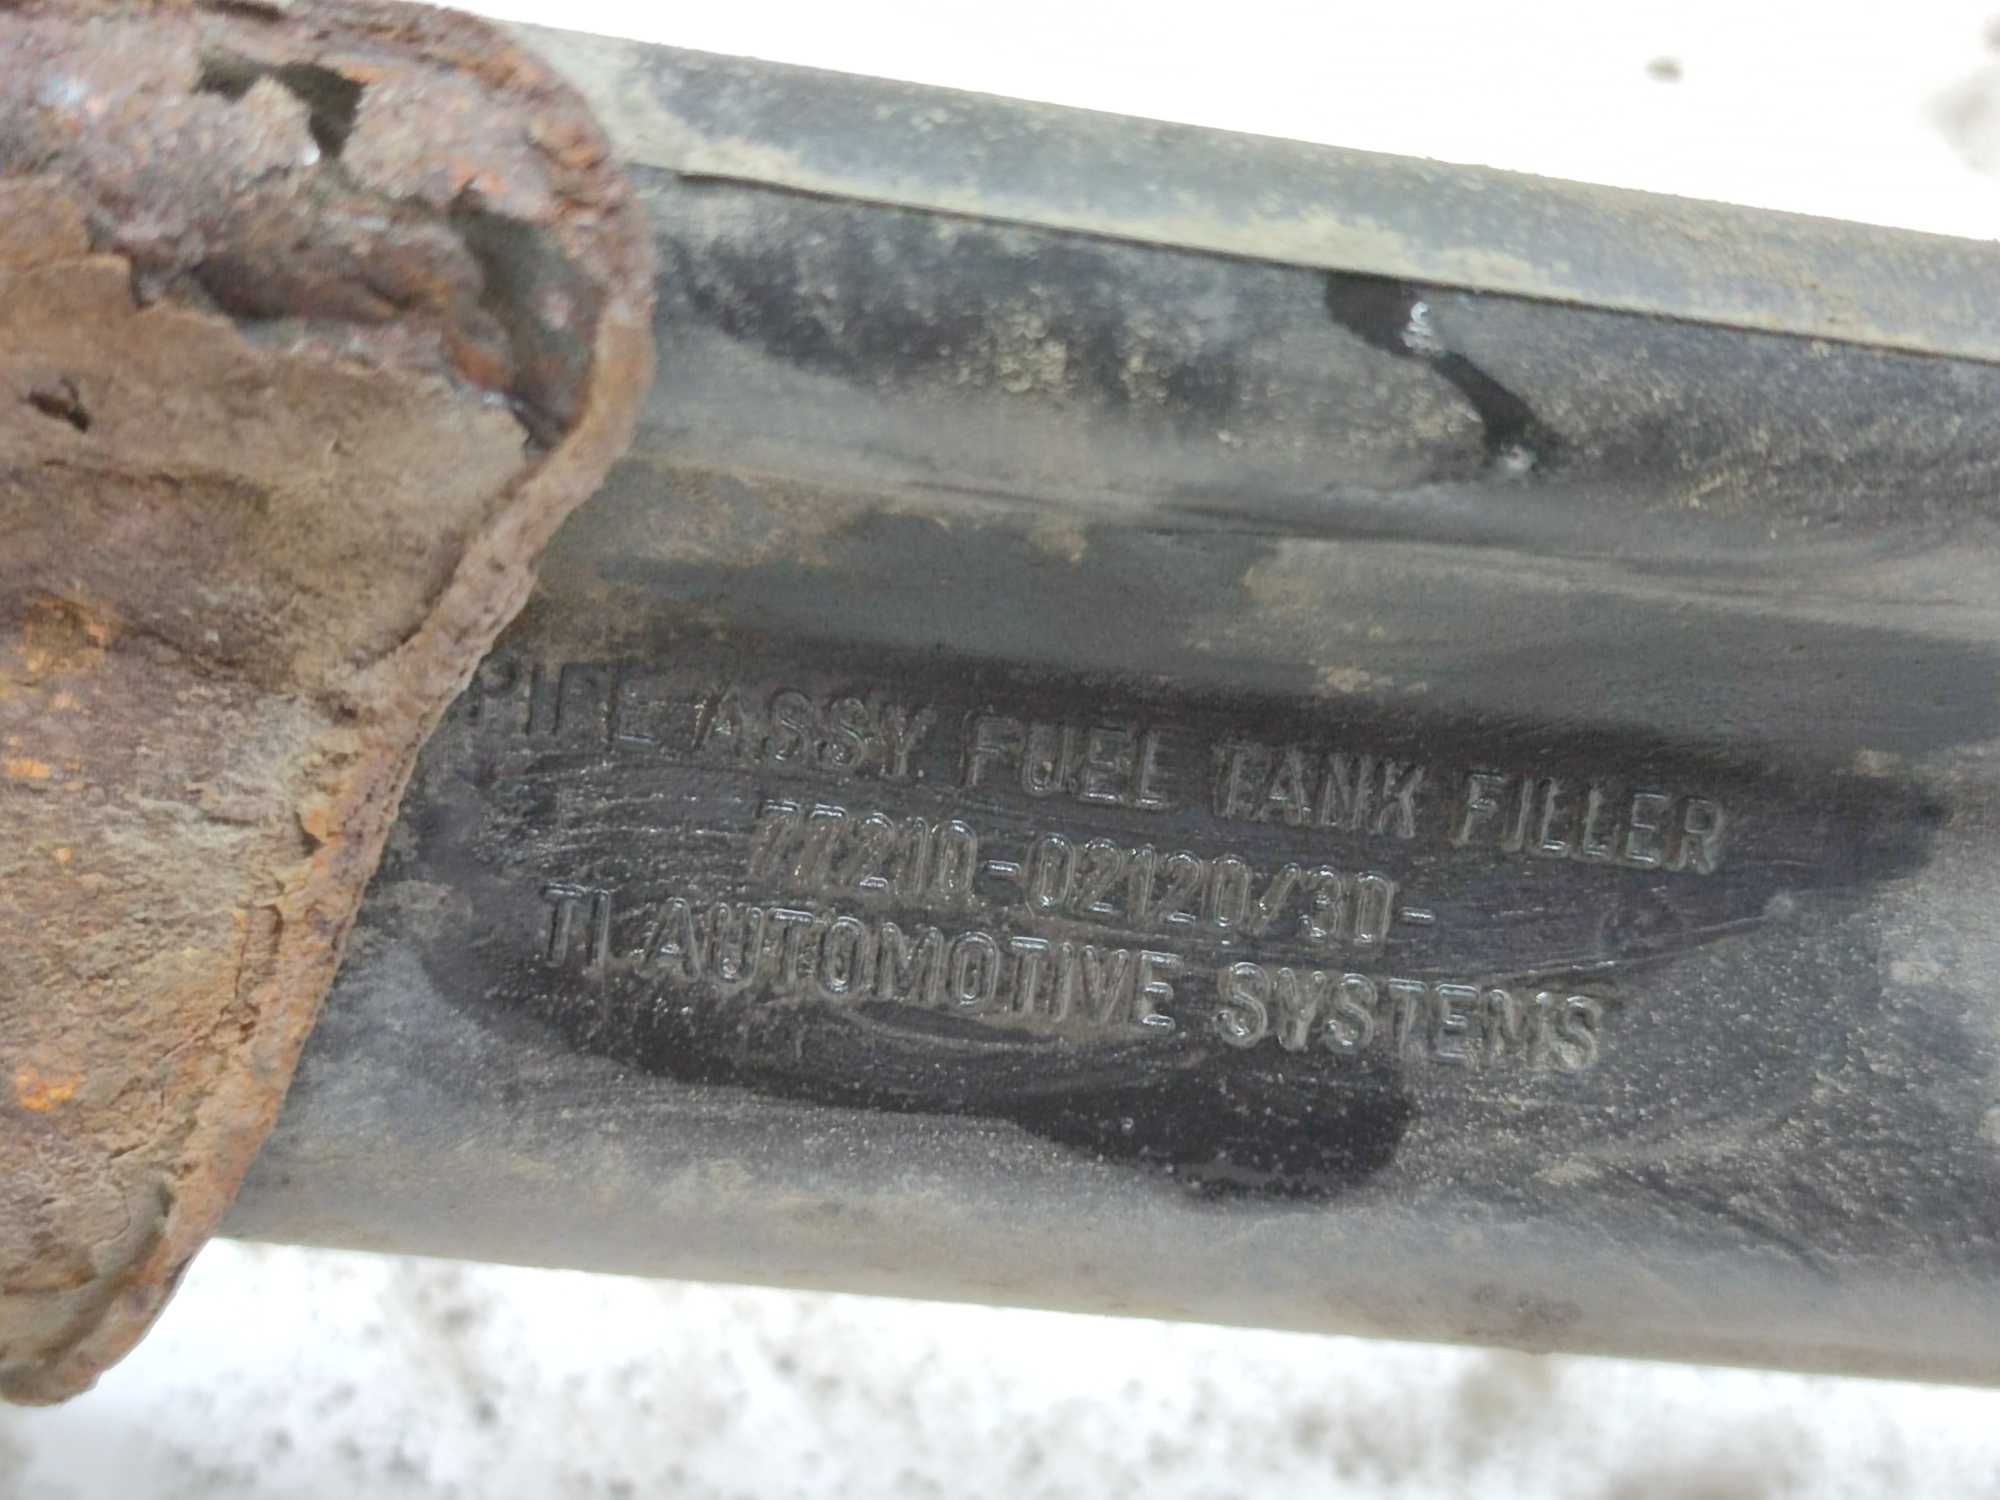 PIPE ASSY FUEL TANK FILLER
77210-02120/30-
TI.AUTOMOTIVE SYSTEMS